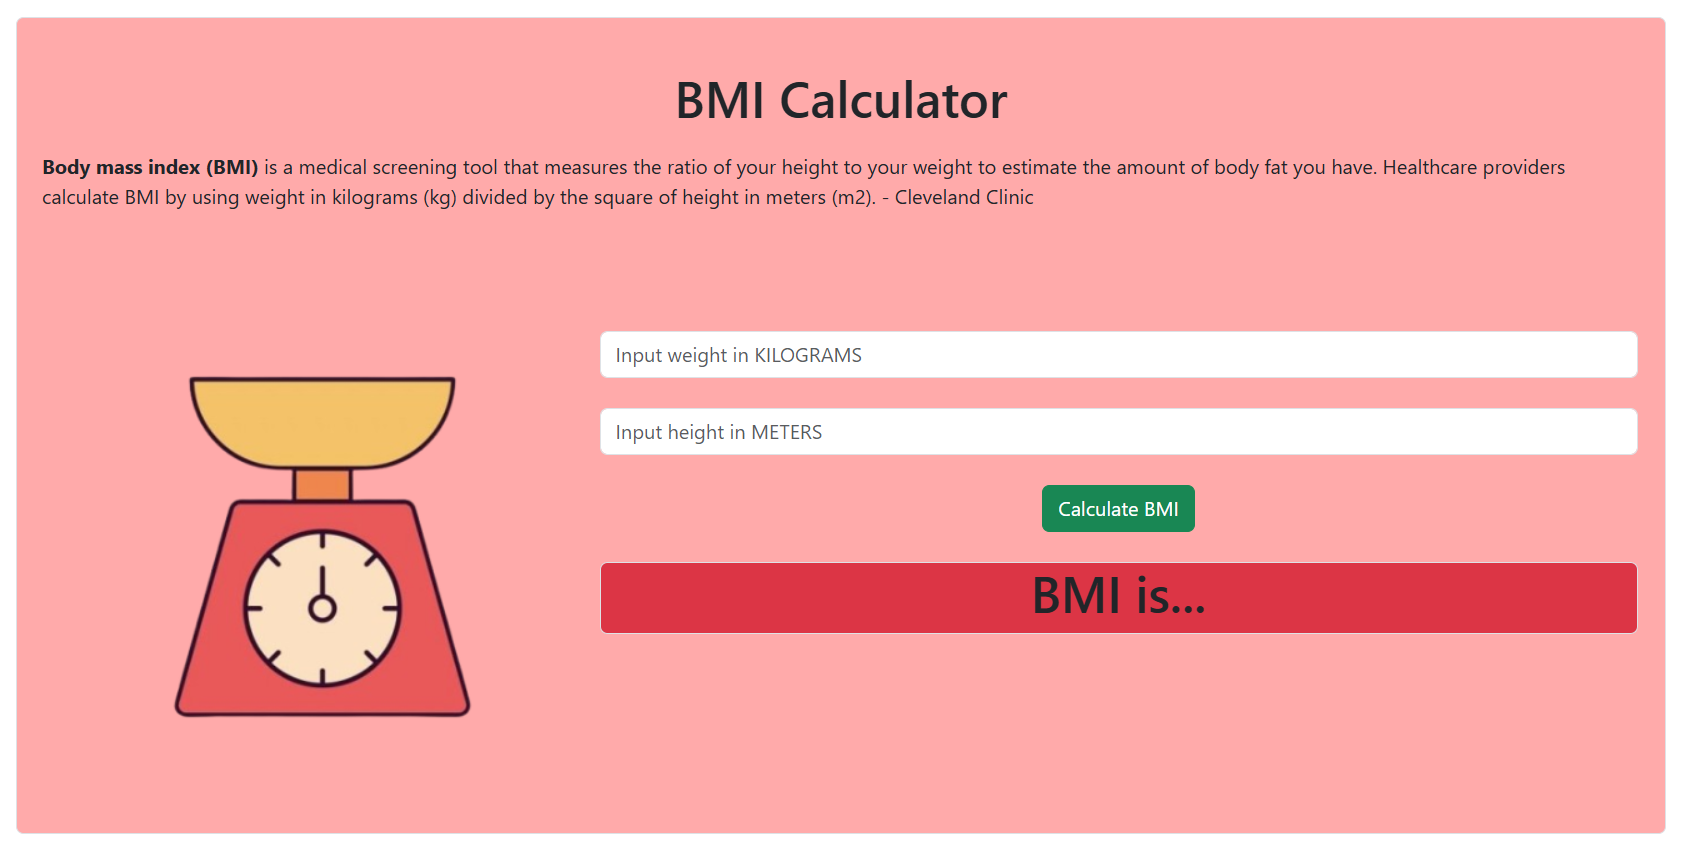 BMI Calculator
Body mass index (BMI) is a medical screening tool that measures the ratio of your height to your weight to estimate the amount of body fat you have. Healthcare providers
calculate BMI by using weight in kilograms (kg) divided by the square of height in meters (m2). - Cleveland Clinic
Input weight in KILOGRAMS
Input height in METERS
Calculate BMI
BMI is...